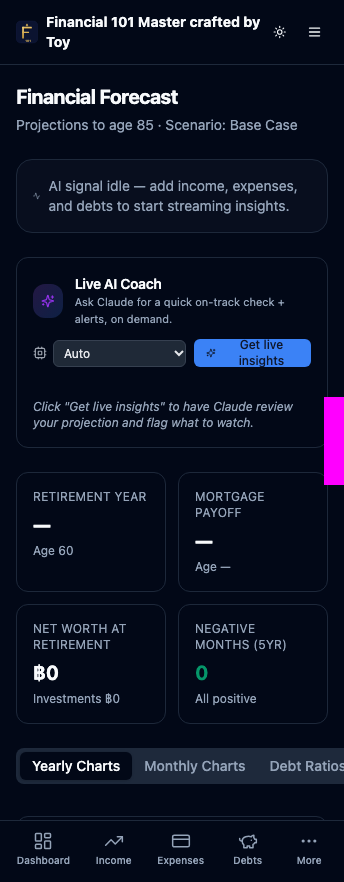 Financial 101 Master crafted by
Toy
Financial Forecast
Projections to age 85 · Scenario: Base Case
AI signal idle — add income, expenses,
and debts to start streaming insights.
Live AI Coach
Ask Claude for a quick on-track check +
alerts, on demand.
Auto
Get live
insights
Click "Get live insights" to have Claude review
your projection and flag what to watch.
RETIREMENT YEAR
—
Age 60
MORTGAGE
PAYOFF
—
Age —
NET WORTH AT
RETIREMENT
฿0
Investments ฿0
NEGATIVE
MONTHS (5YR)
0
All positive
Yearly Charts
Monthly Charts
Debt Ratios
Dashboard
Income
Expenses
Debts
More